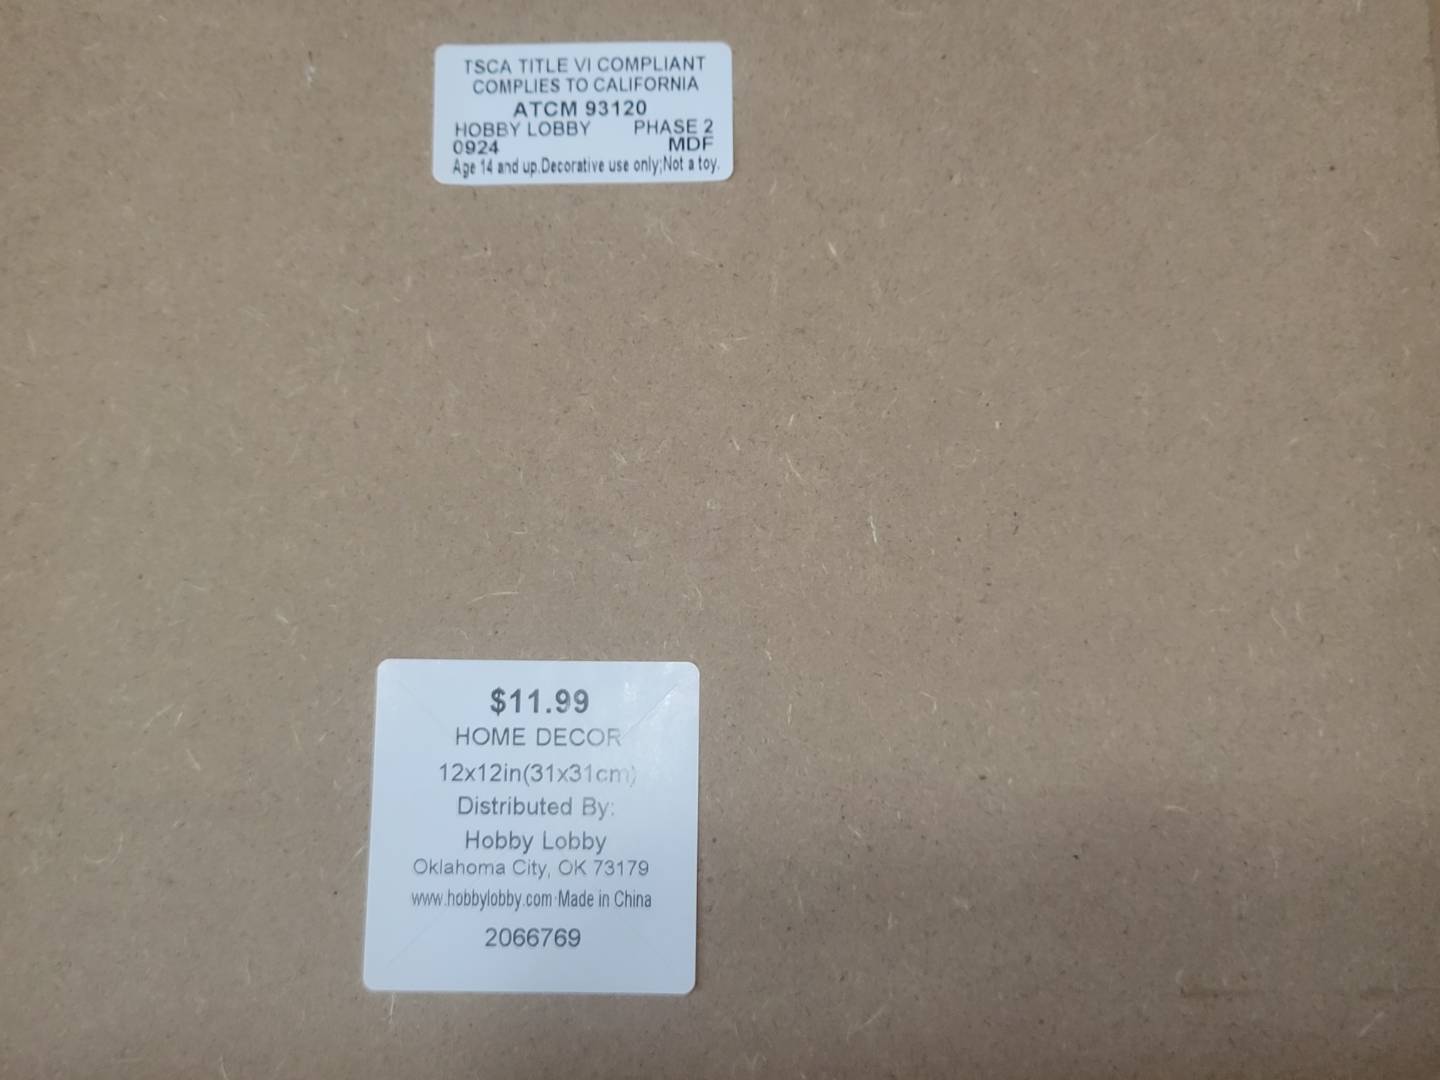 TSCA TITLE VI COMPLIANT
COMPLIES TO CALIFORNIA
ATCM 93120
HOBBY LOBBY PHASE 2
0924 MDF
Age 14 and up.Decorative use only;Not a toy.
$11.99
HOME DECOR
12x12in(31x31cm)
Distributed By:
Hobby Lobby
Oklahoma City, OK 73179
www.hobbylobby.com Made in China
2066769